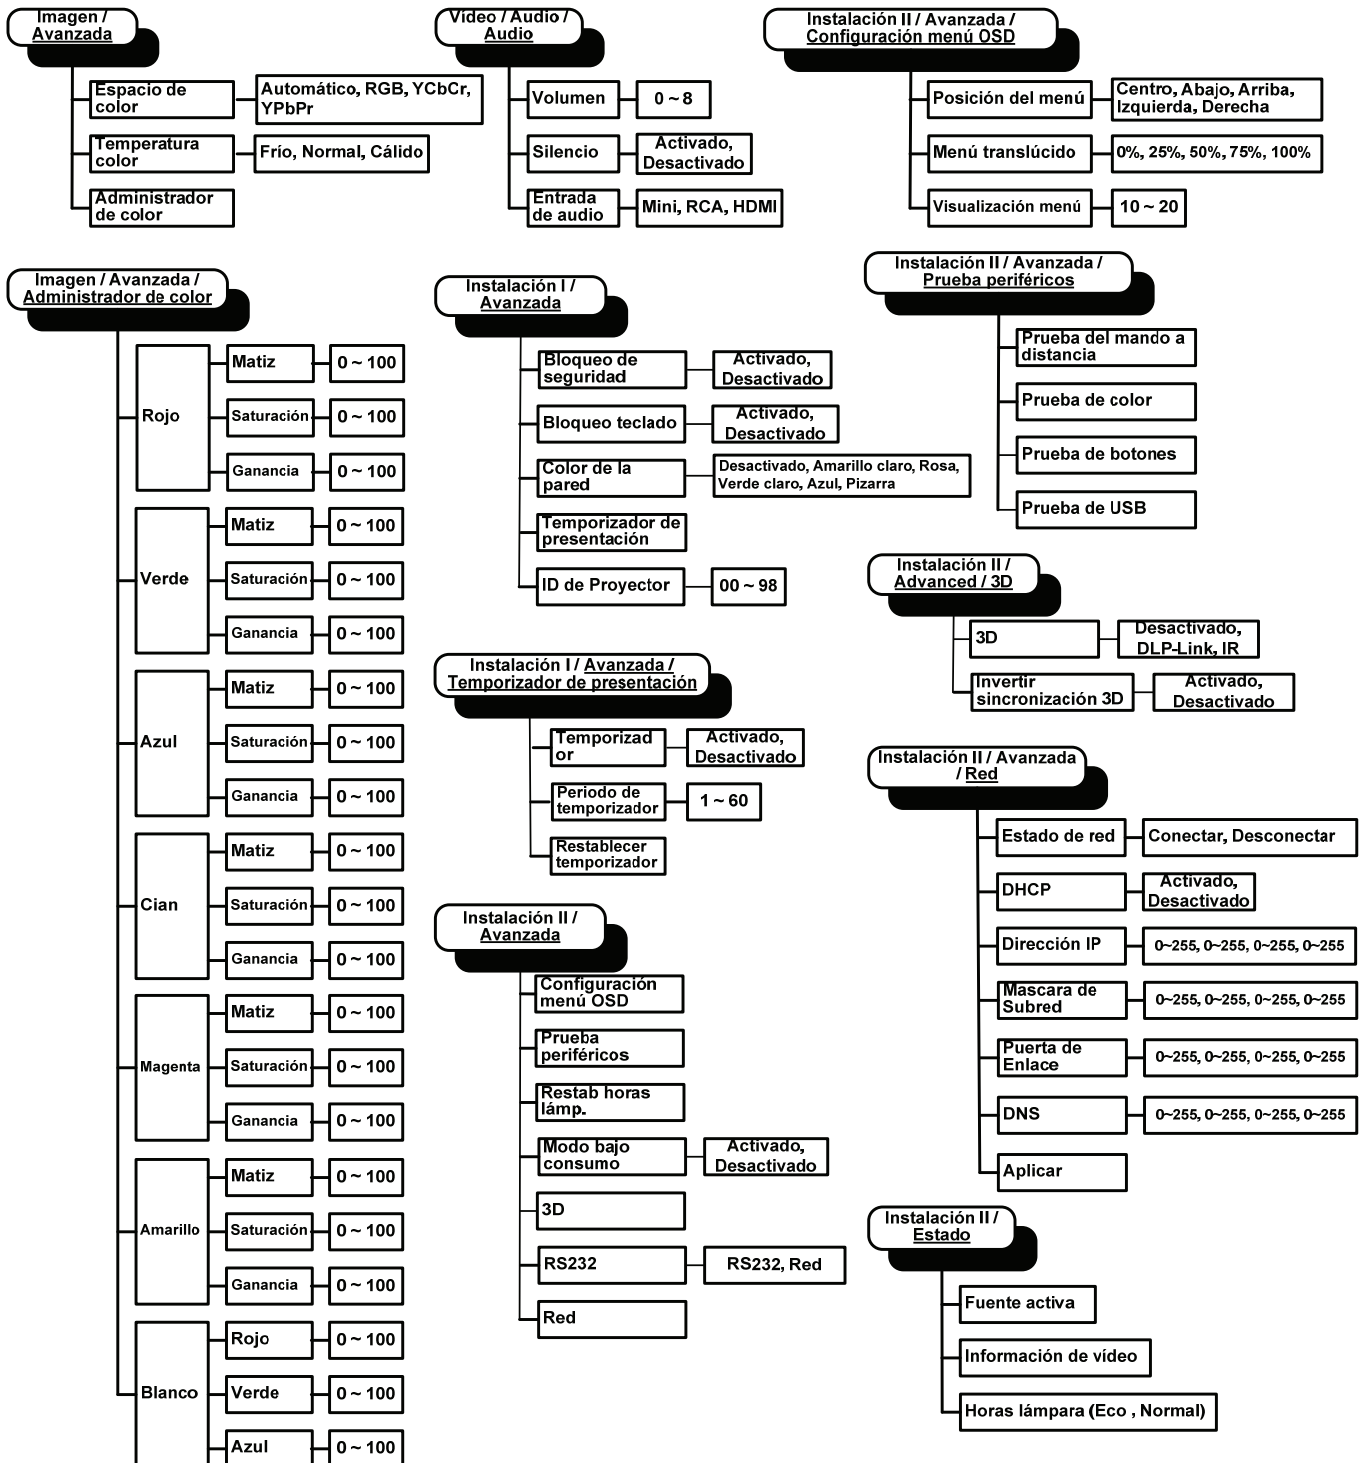 Imagen /
Avanzada
Espacio de
color
Automático, RGB, YCbCr,
YPbPr
Temperatura
color
Frío, Normal, Cálido
Administrador
de color
Imagen / Avanzada /
Administrador de color
Rojo
Matiz
0 ~ 100
Saturación
0 ~ 100
Ganancia
0 ~ 100
Verde
Matiz
0 ~ 100
Saturación
0 ~ 100
Ganancia
0 ~ 100
Azul
Matiz
0 ~ 100
Saturación
0 ~ 100
Ganancia
0 ~ 100
Cian
Matiz
0 ~ 100
Saturación
0 ~ 100
Ganancia
0 ~ 100
Magenta
Matiz
0 ~ 100
Saturación
0 ~ 100
Ganancia
0 ~ 100
Amarillo
Matiz
0 ~ 100
Saturación
0 ~ 100
Ganancia
0 ~ 100
Blanco
Rojo
0 ~ 100
Verde
0 ~ 100
Azul
0 ~ 100
Vídeo / Audio /
Audio
Volumen
0 ~ 8
Silencio
Activado,
Desactivado
Entrada
de audio
Mini, RCA, HDMI
Instalación I /
Avanzada
Bloqueo de
seguridad
Activado,
Desactivado
Bloqueo teclado
Activado,
Desactivado
Color de la
pared
Desactivado, Amarillo claro, Rosa,
Verde claro, Azul, Pizarra
Temporizador de
presentación
ID de Proyector
00 ~ 98
Instalación I / Avanzada /
Temporizador de presentación
Temporizad
or
Activado,
Desactivado
Periodo de
temporizador
1 ~ 60
Restablecer
temporizador
Instalación II /
Avanzada
Configuración
menú OSD
Prueba
periféricos
Restab horas
lámp.
Modo bajo
consumo
Activado,
Desactivado
3D
RS232
RS232, Red
Red
Instalación II / Avanzada /
Configuración menú OSD
Posición del menú
Centro, Abajo, Arriba,
Izquierda, Derecha
Menú translúcido
0%, 25%, 50%, 75%, 100%
Visualización menú
10 ~ 20
Instalación II / Avanzada /
Prueba periféricos
Prueba del mando a
distancia
Prueba de color
Prueba de botones
Prueba de USB
Instalación II /
Advanced / 3D
3D
Desactivado,
DLP-Link, IR
Invertir
sincronización 3D
Activado,
Desactivado
Instalación II / Avanzada
/ Red
Estado de red
Conectar, Desconectar
DHCP
Activado,
Desactivado
Dirección IP
0~255, 0~255, 0~255, 0~255
Mascara de
Subred
0~255, 0~255, 0~255, 0~255
Puerta de
Enlace
0~255, 0~255, 0~255, 0~255
DNS
0~255, 0~255, 0~255, 0~255
Aplicar
Instalación II /
Estado
Fuente activa
Información de vídeo
Horas lámpara (Eco , Normal)